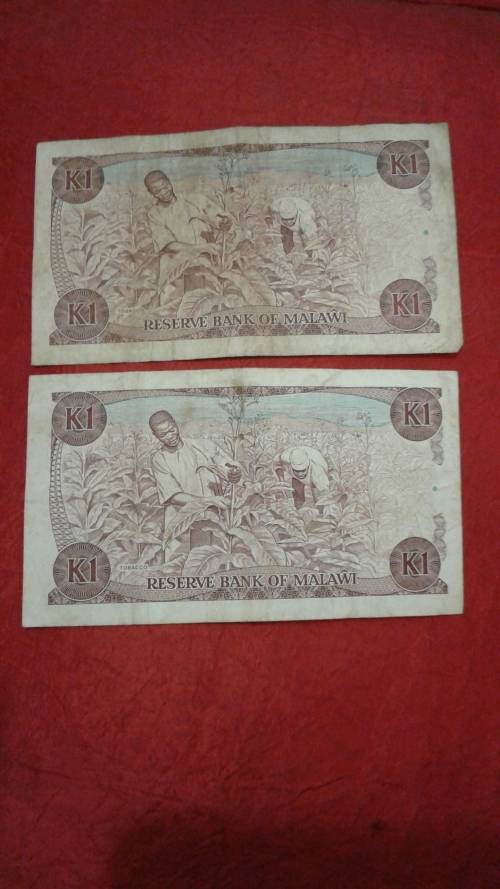 K1 K1
K1 K1
RESERVE BANK OF MALAWI
K1 K1
TOBACCO
K1 K1
RESERVE BANK OF MALAWI